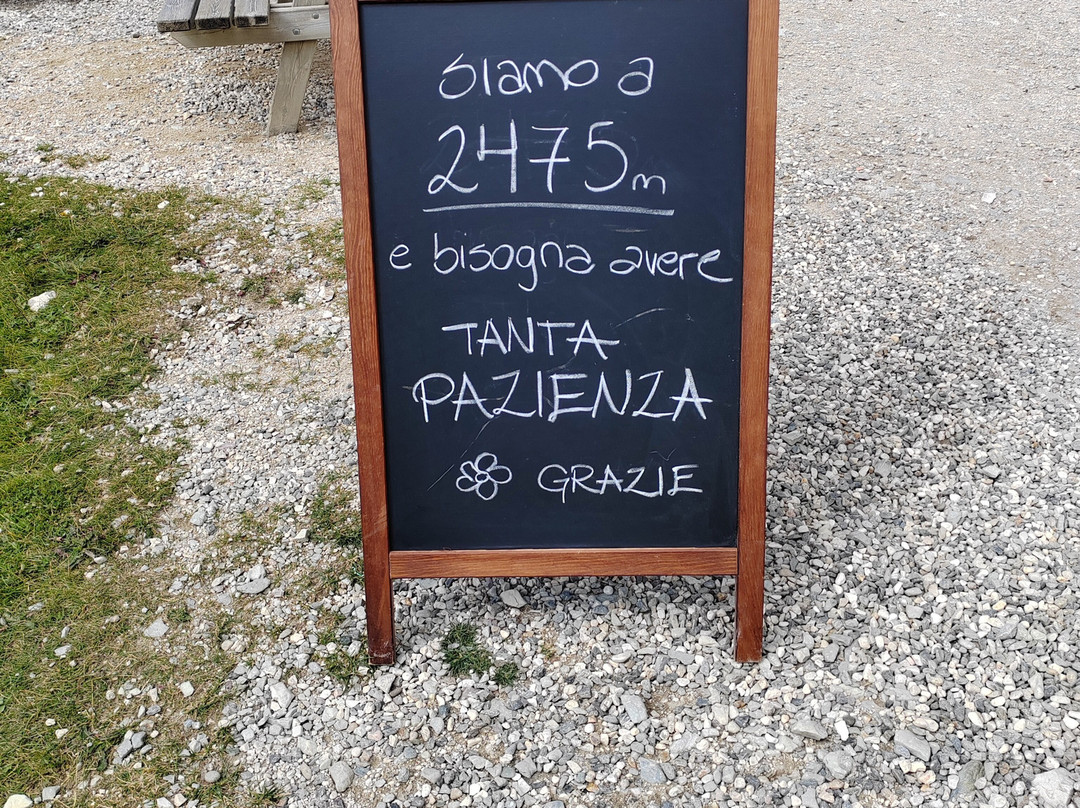 Siamo a
2475m
e bisogna avere
TANTA
PAZIENZA
GRAZIE